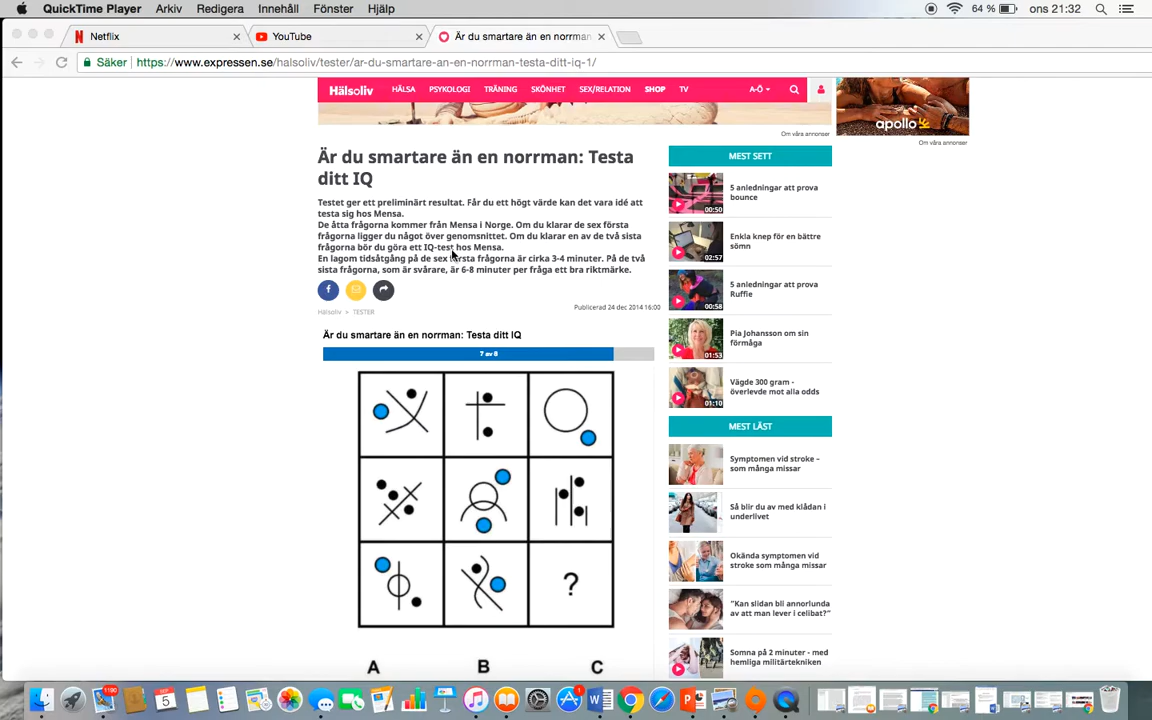 QuickTime Player Arkiv Redigera Innehåll Fönster Hjälp 64 % ons 21:32
Netflix × YouTube × Är du smartare än en norrman ×
Säker https://www.expressen.se/halsoliv/tester/ar-du-smartare-an-en-norrman-testa-ditt-iq-1/
Hälsoliv HÄLSA PSYKOLOGI TRÄNING SKÖNHET SEX/RELATION SHOP TV A-Ö
apollo
Om våra annonser
Om våra annonser
Är du smartare än en norrman: Testa
ditt IQ
Testet ger ett preliminärt resultat. Får du ett högt värde kan det vara idé att
testa sig hos Mensa.
De åtta frågorna kommer från Mensa i Norge. Om du klarar de sex första
frågorna ligger du något över genomsnittet. Om du klarar en av de två sista
frågorna bör du göra ett IQ-test hos Mensa.
En lagom tidsåtgång på de sex första frågorna är cirka 3-4 minuter. På de två
sista frågorna, som är svårare, är 6-8 minuter per fråga ett bra riktmärke.
Publicerad 24 dec 2014 16:00
Hälsoliv > TESTER
Är du smartare än en norrman: Testa ditt IQ
7 av 8
?
A B C
MEST SETT
5 anledningar att prova
bounce
00:50
Enkla knep för en bättre
sömn
02:57
5 anledningar att prova
Ruffie
00:58
Pia Johansson om sin
förmåga
01:53
Vägde 300 gram -
överlevde mot alla odds
01:10
MEST LÄST
Symptomen vid stroke –
som många missar
Så blir du av med klådan i
underlivet
Okända symptomen vid
stroke som många missar
"Kan slidan bli annorlunda
av att man lever i celibat?"
Somna på 2 minuter - med
hemliga militärtekniken
1190
5
1